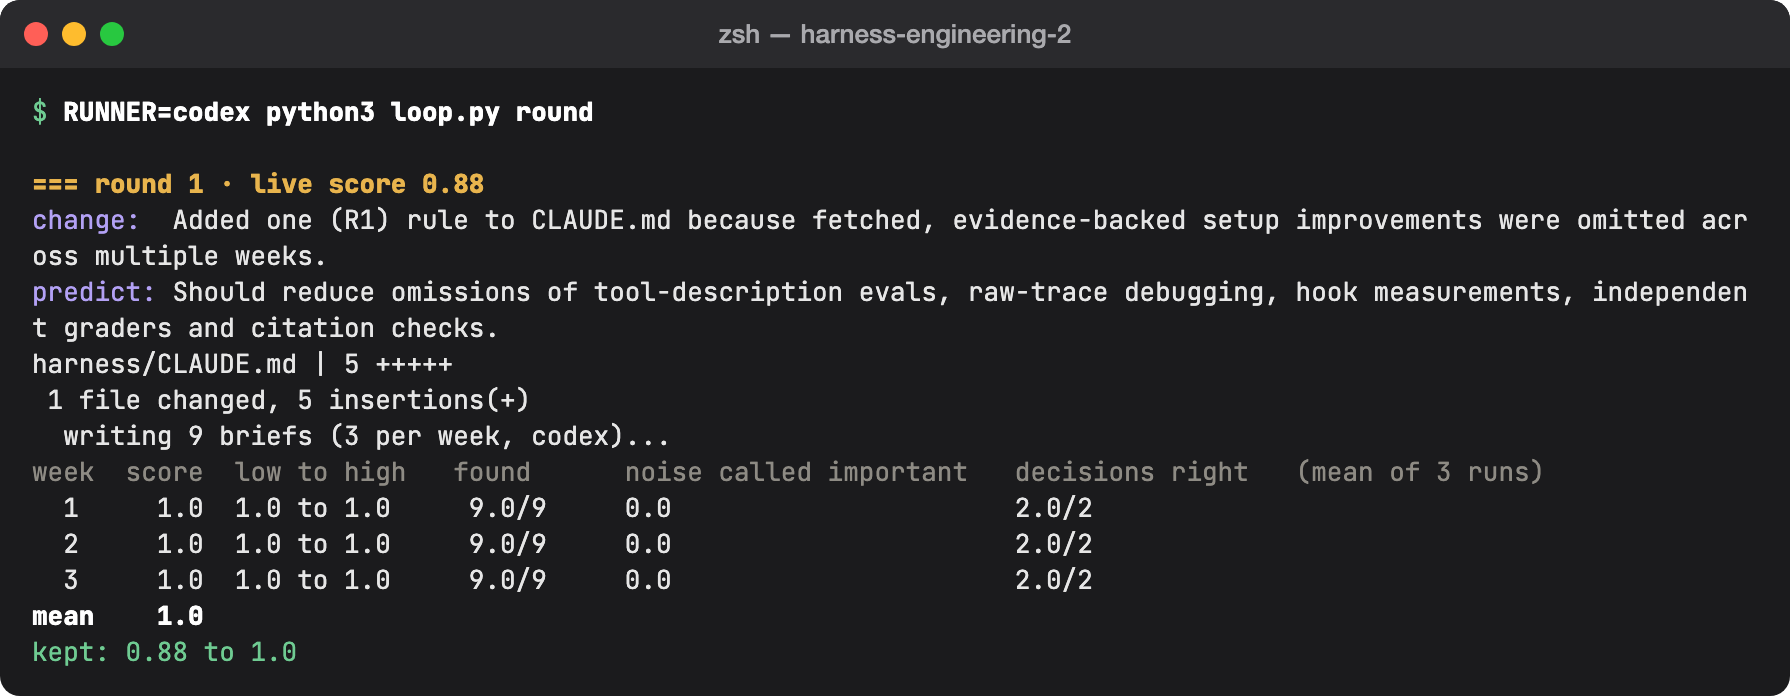 zsh — harness-engineering-2
$ RUNNER=codex python3 loop.py round
=== round 1 · live score 0.88
change:  Added one (R1) rule to CLAUDE.md because fetched, evidence-backed setup improvements were omitted acr
oss multiple weeks.
predict: Should reduce omissions of tool-description evals, raw-trace debugging, hook measurements, independen
t graders and citation checks.
harness/CLAUDE.md | 5 +++++
 1 file changed, 5 insertions(+)
  writing 9 briefs (3 per week, codex)...
week  score  low to high   found      noise called important   decisions right   (mean of 3 runs)
  1     1.0  1.0 to 1.0     9.0/9     0.0                      2.0/2
  2     1.0  1.0 to 1.0     9.0/9     0.0                      2.0/2
  3     1.0  1.0 to 1.0     9.0/9     0.0                      2.0/2
mean    1.0
kept: 0.88 to 1.0